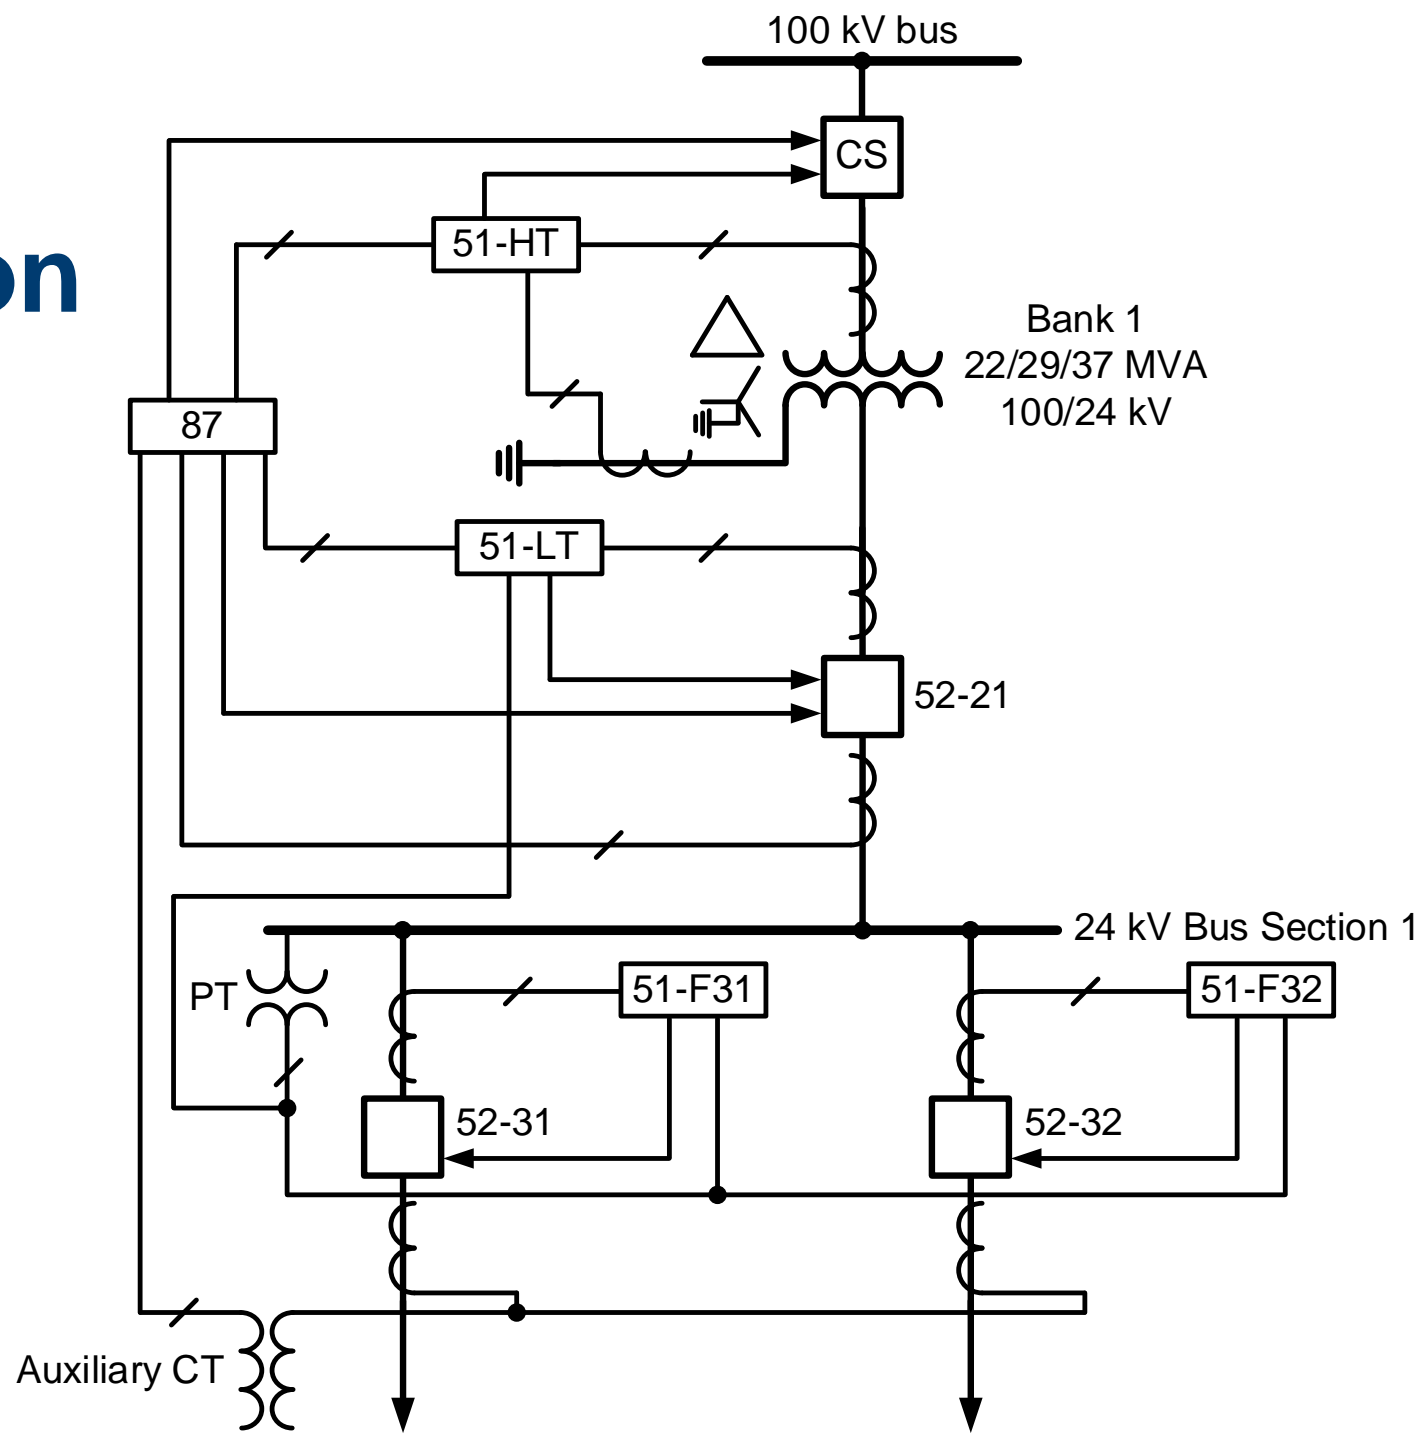 100 kV bus
CS
51-HT
on
Bank 1
22/29/37 MVA
100/24 kV
87
51-LT
52-21
24 kV Bus Section 1
PT
51-F31
51-F32
52-31
52-32
Auxiliary CT